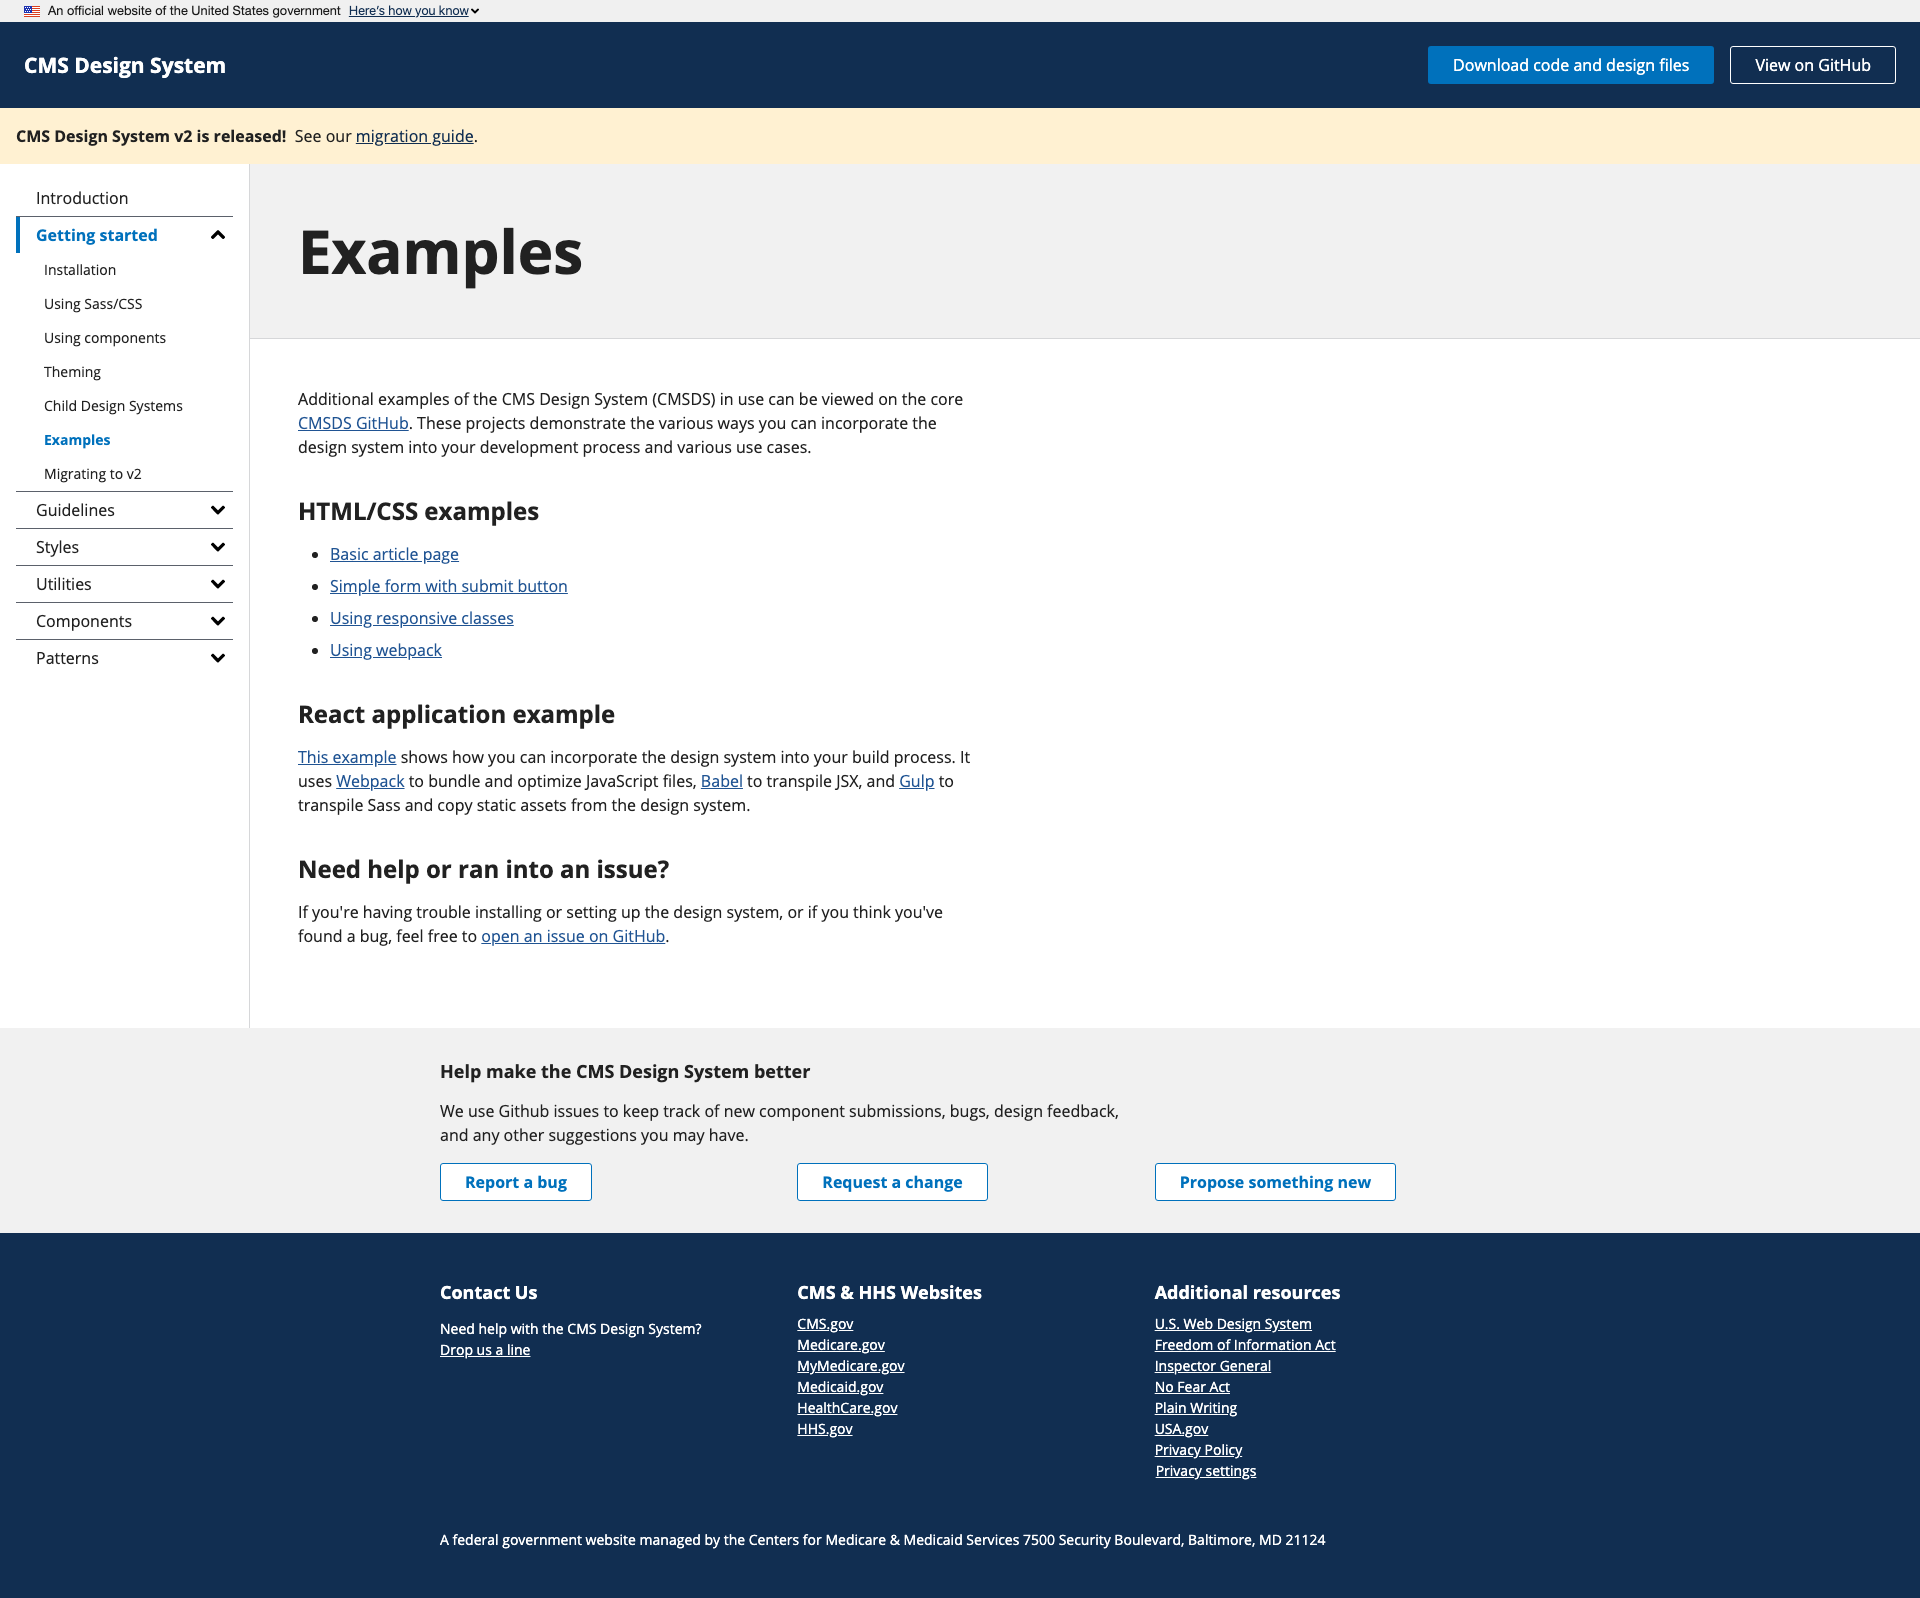 An official website of the United States government Here's how you know
CMS Design System
Download code and design files
View on GitHub
CMS Design System v2 is released! See our migration guide.
Introduction
Getting started
Installation
Using Sass/CSS
Using components
Theming
Child Design Systems
Examples
Migrating to v2
Guidelines
Styles
Utilities
Components
Patterns
Examples
Additional examples of the CMS Design System (CMSDS) in use can be viewed on the core
CMSDS GitHub. These projects demonstrate the various ways you can incorporate the
design system into your development process and various use cases.
HTML/CSS examples
Basic article page
Simple form with submit button
Using responsive classes
Using webpack
React application example
This example shows how you can incorporate the design system into your build process. It
uses Webpack to bundle and optimize JavaScript files, Babel to transpile JSX, and Gulp to
transpile Sass and copy static assets from the design system.
Need help or ran into an issue?
If you're having trouble installing or setting up the design system, or if you think you've
found a bug, feel free to open an issue on GitHub.
Help make the CMS Design System better
We use Github issues to keep track of new component submissions, bugs, design feedback,
and any other suggestions you may have.
Report a bug
Request a change
Propose something new
Contact Us
Need help with the CMS Design System?
Drop us a line
CMS & HHS Websites
CMS.gov
Medicare.gov
MyMedicare.gov
Medicaid.gov
HealthCare.gov
HHS.gov
Additional resources
U.S. Web Design System
Freedom of Information Act
Inspector General
No Fear Act
Plain Writing
USA.gov
Privacy Policy
Privacy settings
A federal government website managed by the Centers for Medicare & Medicaid Services 7500 Security Boulevard, Baltimore, MD 21124